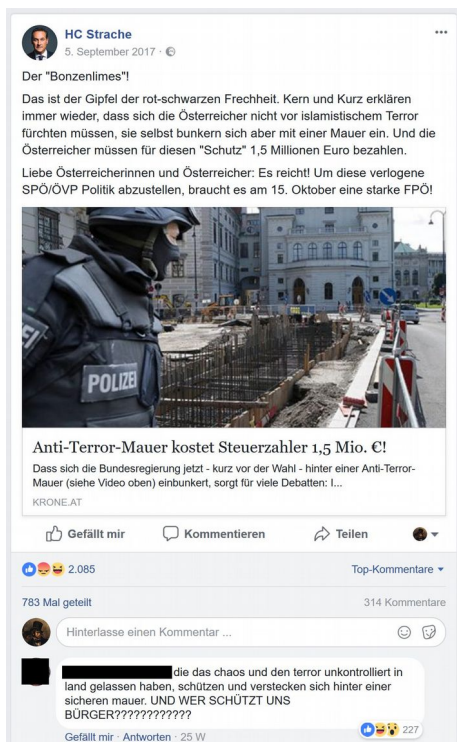 HC Strache
5. September 2017 ·
Der "Bonzenlimes"!
Das ist der Gipfel der rot-schwarzen Frechheit. Kern und Kurz erklären
immer wieder, dass sich die Österreicher nicht vor islamistischem Terror
fürchten müssen, sie selbst bunkern sich aber mit einer Mauer ein. Und die
Österreicher müssen für diesen "Schutz" 1,5 Millionen Euro bezahlen.
Liebe Österreicherinnen und Österreicher: Es reicht! Um diese verlogene
SPÖ/ÖVP Politik abzustellen, braucht es am 15. Oktober eine starke FPÖ!
POLIZEI
Anti-Terror-Mauer kostet Steuerzahler 1,5 Mio. €!
Dass sich die Bundesregierung jetzt - kurz vor der Wahl - hinter einer Anti-Terror-
Mauer (siehe Video oben) einbunkert, sorgt für viele Debatten: I...
KRONE.AT
Gefällt mir Kommentieren Teilen
2.085 Top-Kommentare
783 Mal geteilt 314 Kommentare
Hinterlasse einen Kommentar ...
die das chaos und den terror unkontrolliert in
land gelassen haben, schützen und verstecken sich hinter einer
sicheren mauer. UND WER SCHÜTZT UNS
BÜRGER????????????
227
Gefällt mir · Antworten · 25 W